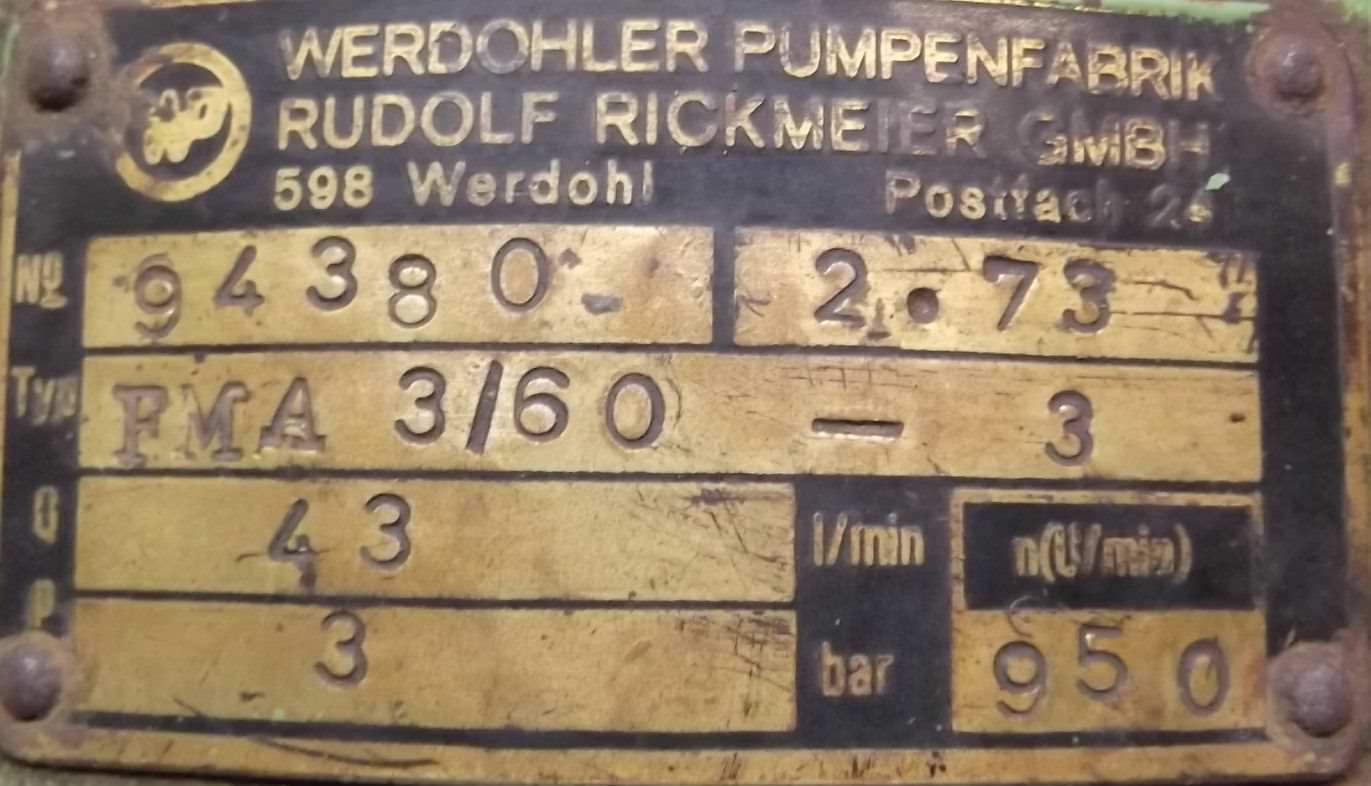 WERDOHLER PUMPENFABRIK
RUDOLF RICKMEIER GMBH
598 Werdohl Postfach
Nº 94380 2.73
Typ FMA 3/60 — 3
Q 43 l/min n(U/min)
P 3 bar 950